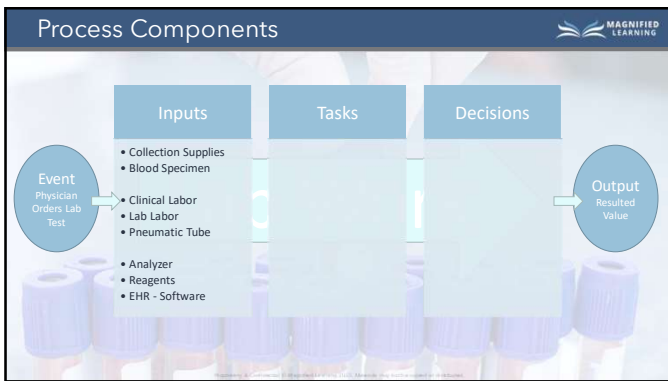 Process Components
MAGNIFIED
LEARNING
Inputs
Tasks
Decisions
Event
Physician
Orders Lab
Test
• Collection Supplies
• Blood Specimen
• Clinical Labor
• Lab Labor
• Pneumatic Tube
• Analyzer
• Reagents
• EHR - Software
Output
Resulted
Value